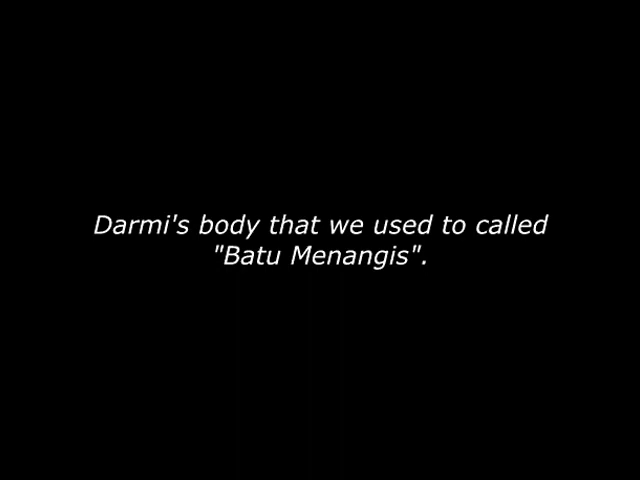 Darmi's body that we used to called
"Batu Menangis".